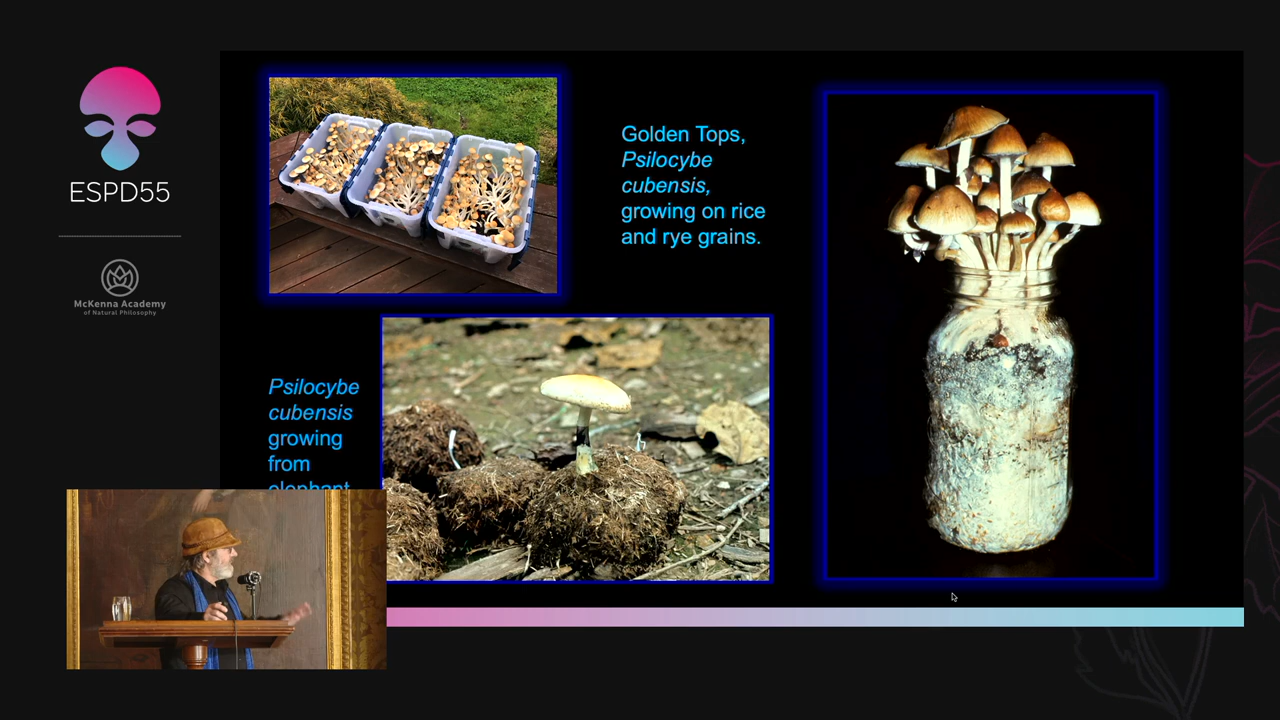 ESPD55
McKenna Academy
of Natural Philosophy
Golden Tops,
Psilocybe
cubensis,
growing on rice
and rye grains.
Psilocybe
cubensis
growing
from
elephant